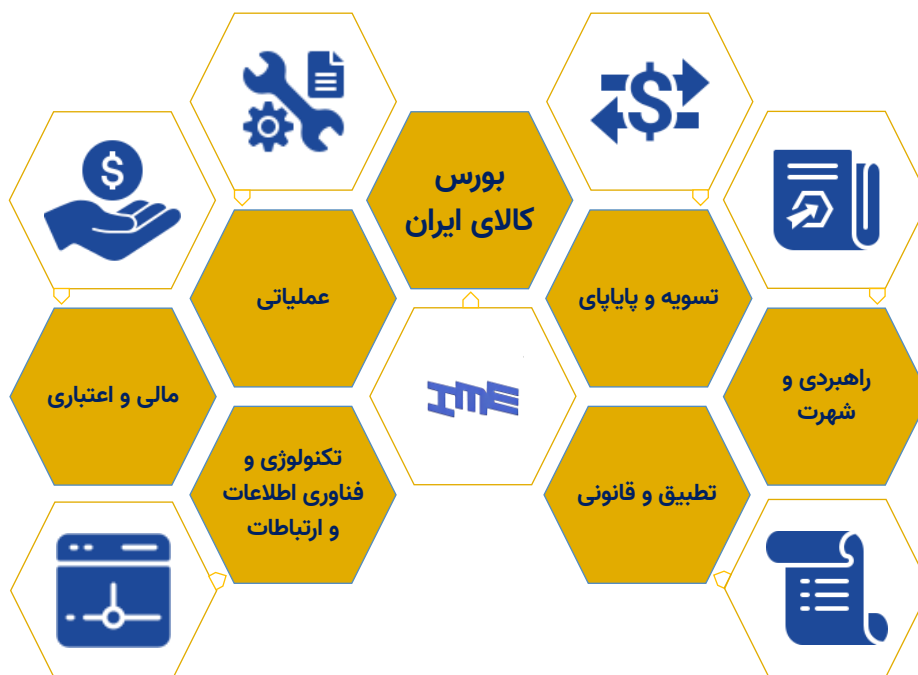 بورس
کالای ایران
تسویه و پایاپای
عملیاتی
راهبردی و
شهرت
IME
مالی و اعتباری
تطبیق و قانونی
تکنولوژی و
فناوری اطلاعات
و ارتباطات